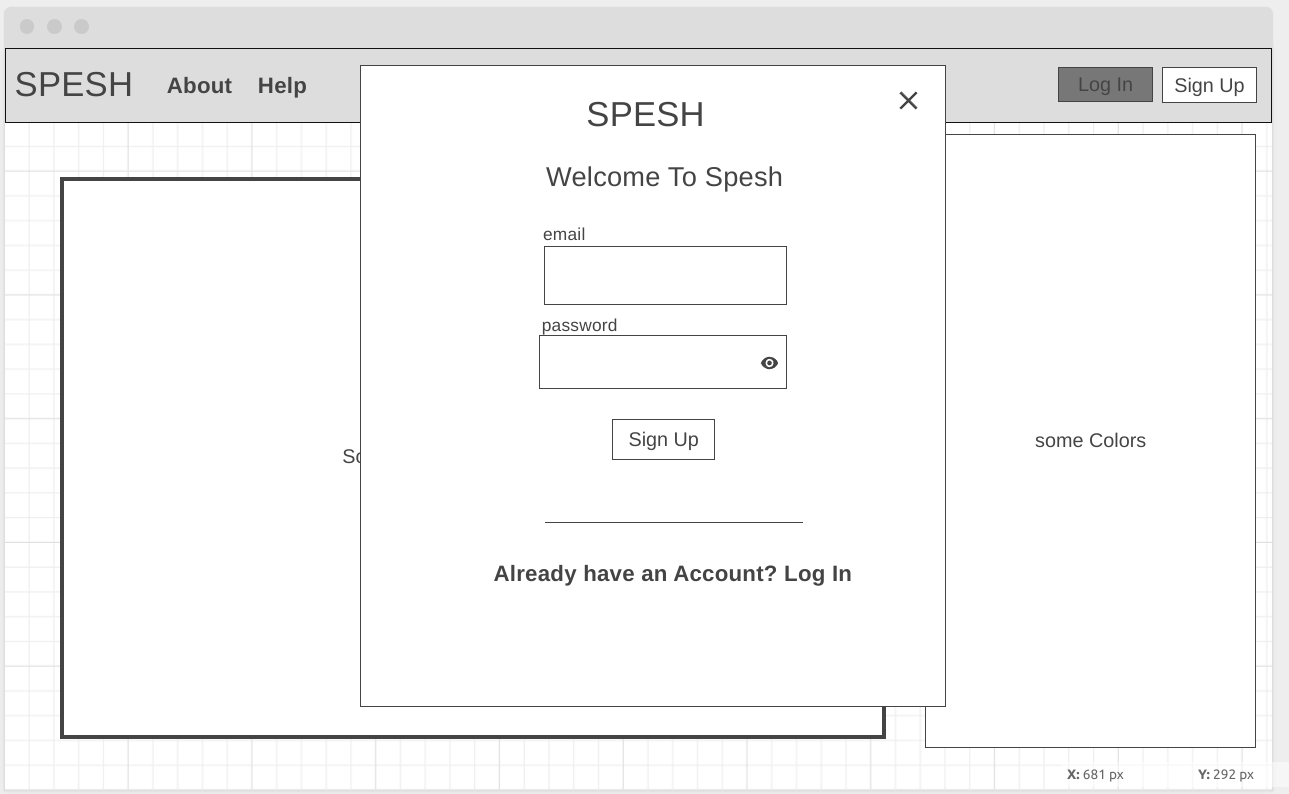 SPESH About Help
Log In Sign Up
SPESH
Welcome To Spesh
email
password
Sign Up
Already have an Account? Log In
some Colors
X: 681 px Y: 292 px